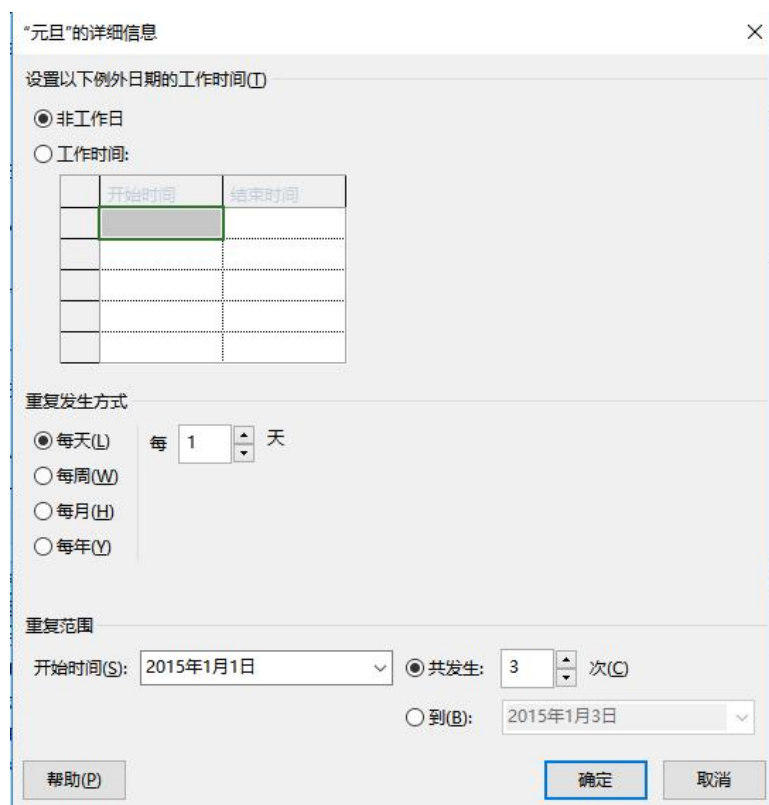 “元旦”的详细信息
设置以下例外日期的工作时间(T)
非工作日
工作时间:
开始时间 结束时间
重复发生方式
每天(L) 每 1 天
每周(W)
每月(H)
每年(Y)
重复范围
开始时间(S): 2015年1月1日 共发生: 3 次(C)
到(B): 2015年1月3日
帮助(P) 确定 取消